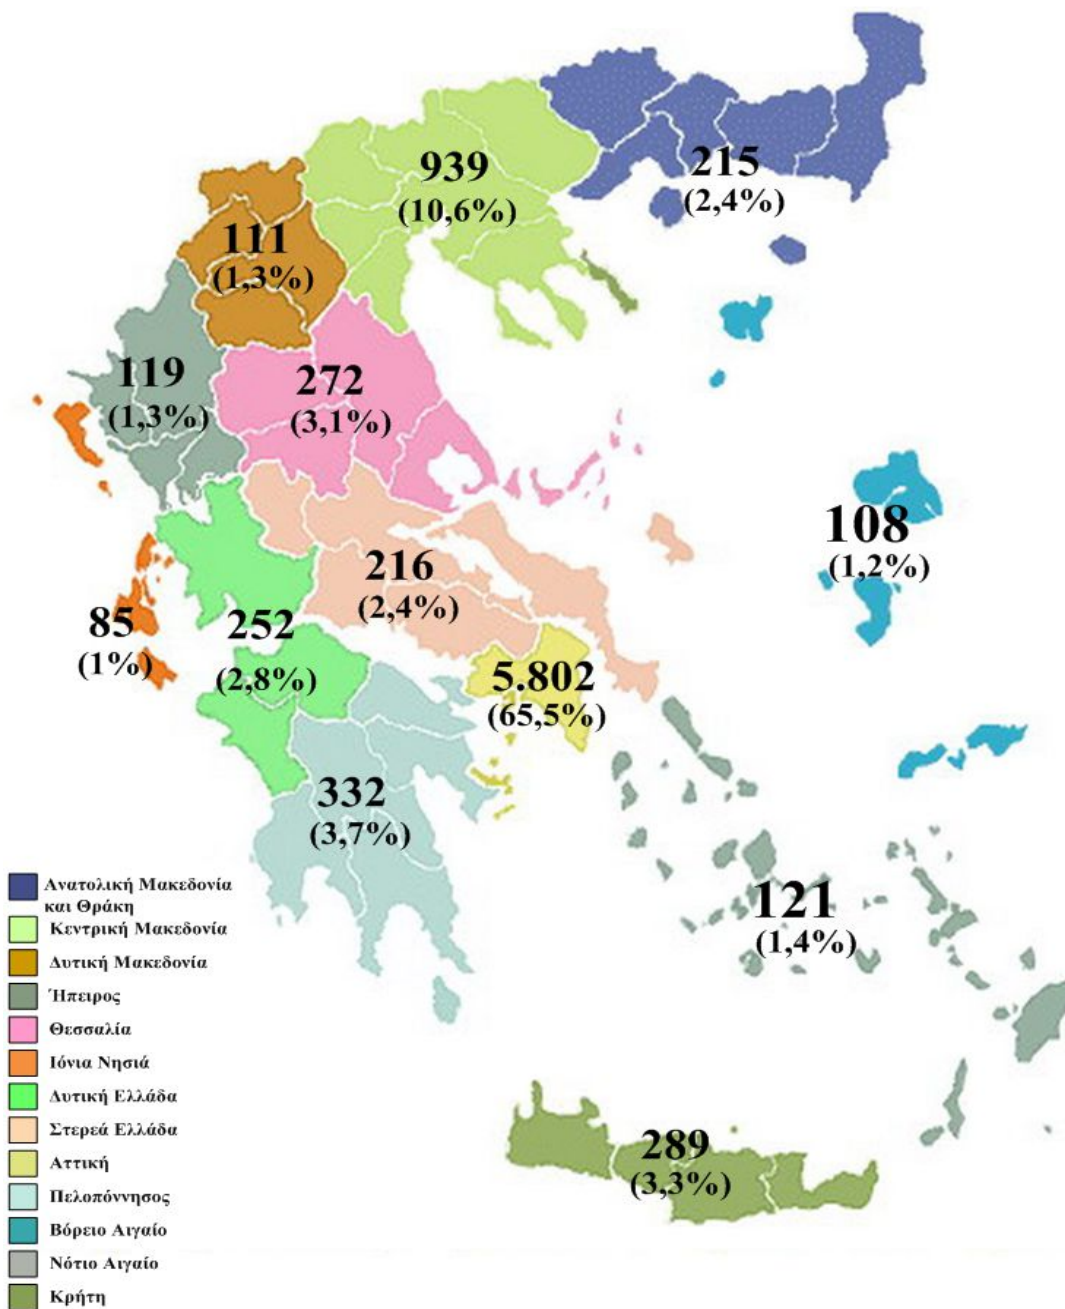 939
(10,6%)
215
(2,4%)
111
(1,3%)
119
(1,3%)
272
(3,1%)
108
(1,2%)
216
(2,4%)
85
(1%)
252
(2,8%)
5.802
(65,5%)
332
(3,7%)
121
(1,4%)
289
(3,3%)
Ανατολική Μακεδονία
και Θράκη
Κεντρική Μακεδονία
Δυτική Μακεδονία
Ήπειρος
Θεσσαλία
Ιόνια Νησιά
Δυτική Ελλάδα
Στερεά Ελλάδα
Αττική
Πελοπόννησος
Βόρειο Αιγαίο
Νότιο Αιγαίο
Κρήτη